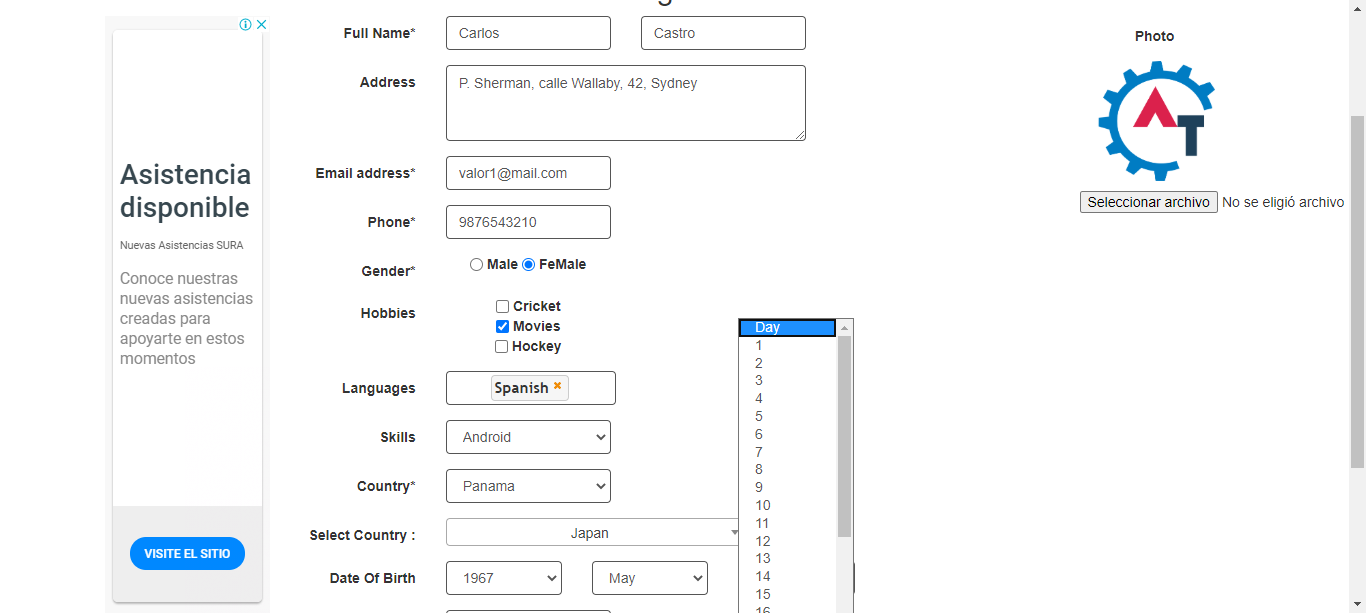 Full Name* Carlos Castro
Photo
Address P. Sherman, calle Wallaby, 42, Sydney
AT
Asistencia
disponible
Nuevas Asistencias SURA
Conoce nuestras
nuevas asistencias
creadas para
apoyarte en estos
momentos
VISITE EL SITIO
Email address* valor1@mail.com
Seleccionar archivo No se eligió archivo
Phone* 9876543210
Gender* Male FeMale
Hobbies Cricket
Movies
Hockey
Languages Spanish
Skills Android
Country* Panama
Select Country : Japan
Date Of Birth 1967 May
Day
1
2
3
4
5
6
7
8
9
10
11
12
13
14
15
16